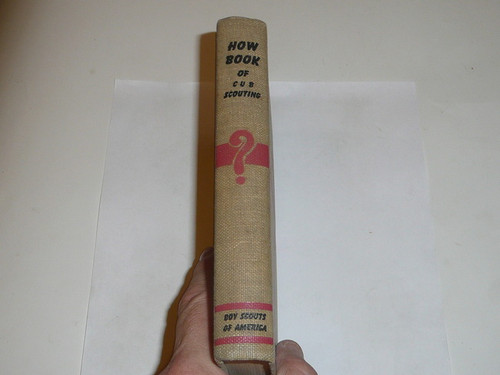 HOW
BOOK
OF
CUB
SCOUTING
?
BOY SCOUTS
OF AMERICA